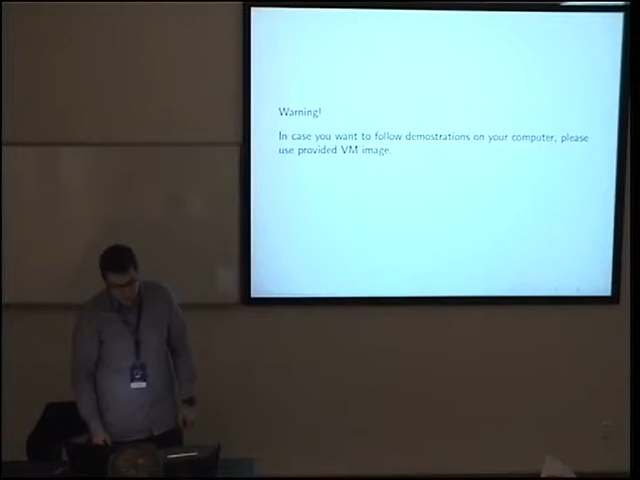 Warning!
In case you want to follow demostrations on your computer, please
use provided VM image.